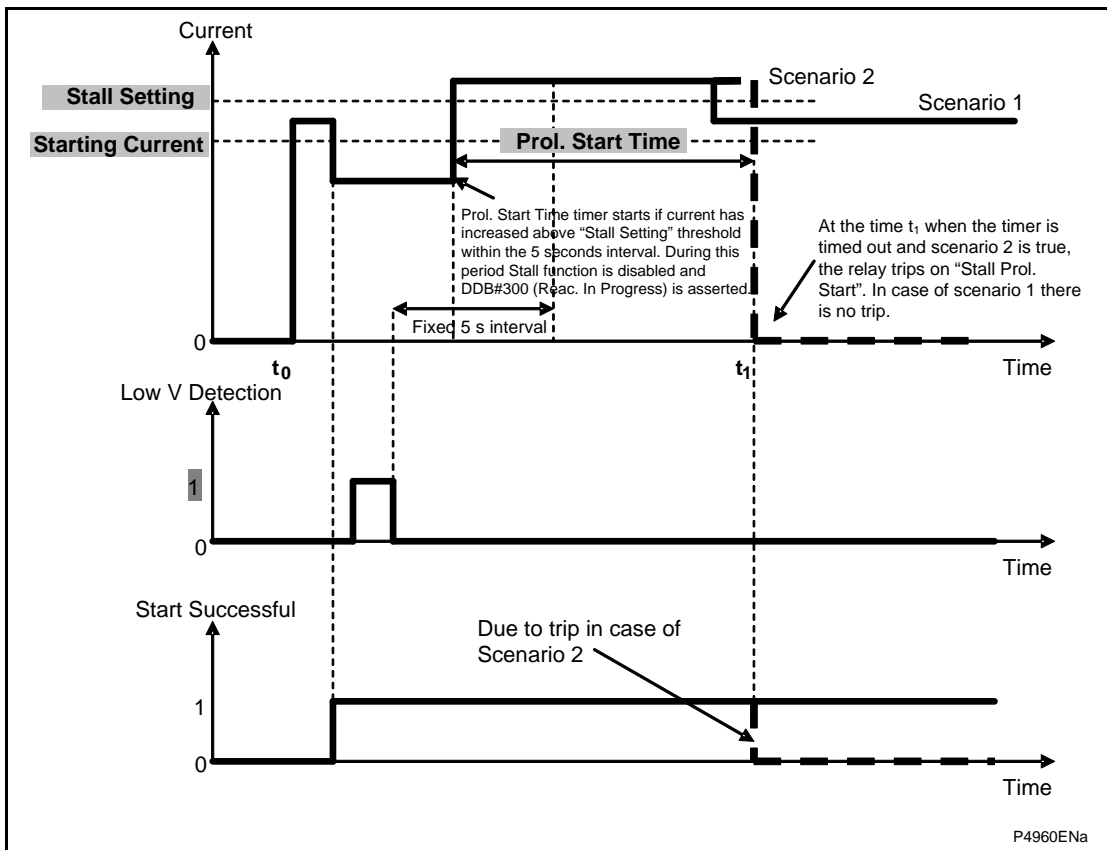 Current
Scenario 2
Stall Setting
Scenario 1
Starting Current
Prol. Start Time
Prol. Start Time timer starts if current has
increased above “Stall Setting” threshold
within the 5 seconds interval. During this
period Stall function is disabled and
DDB#300 (Reac. In Progress) is asserted.
At the time t1 when the timer is
timed out and scenario 2 is true,
the relay trips on “Stall Prol.
Start”. In case of scenario 1 there
is no trip.
Fixed 5 s interval
0
t0
t1
Time
Low V Detection
1
0
Time
Start Successful
Due to trip in case of
Scenario 2
1
0
Time
P4960ENa